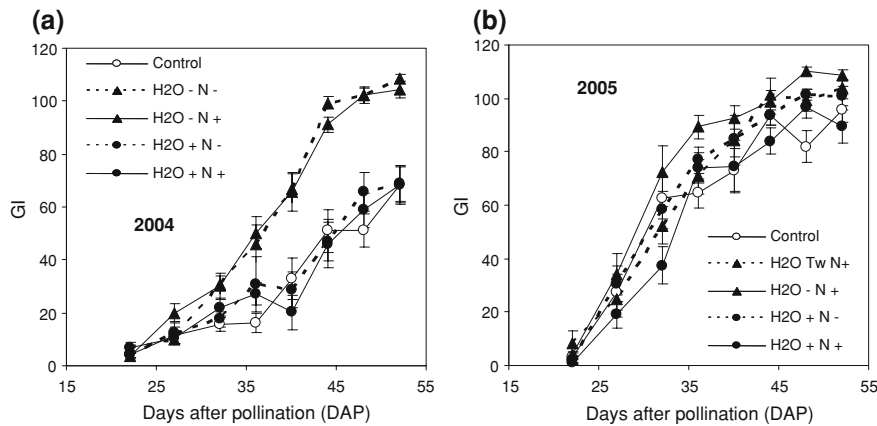 (a)
120
100
80
60
40
20
0
GI
Control
H2O - N -
H2O - N +
H2O + N -
H2O + N +
2004
15
25
35
45
55
Days after pollination (DAP)
(b)
120
100
80
60
40
20
0
GI
2005
Control
H2O Tw N+
H2O - N +
H2O + N -
H2O + N +
15
25
35
45
55
Days after pollination (DAP)